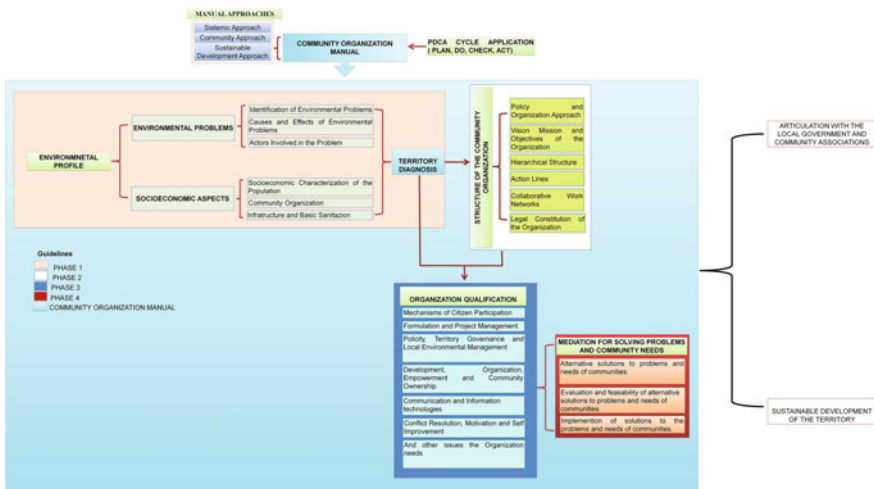 MANUAL APPROACHES
Sistemic Approach
Community Approach
Sustainable
Development Approach
COMMUNITY ORGANIZATION
MANUAL
PDCA CYCLE APPLICATION
( PLAN, DO, CHECK, ACT)
ENVIRONMNETAL
PROFILE
ENVIRONMENTAL PROBLEMS
Identification of Environmental Problems
Causes and Effects of Environmental
Problems
Actors Involved in the Problem
SOCIOECONOMIC ASPECTS
Socioeconomic Characterization of the
Population
Community Organization
Infratructure and Basic Sanitazion
TERRITORY
DIAGNOSIS
STRUCTURE OF THE COMMUNITY
ORGANIZATION
Policy and
Organization Approach
Vision Mission and
Objectives of the
Organization
Hierarchical Structure
Action Lines
Collaborative Work
Networks
Legal Constitution of
the Organization
ARTICULATION WITH THE
LOCAL GOVERNMENT AND
COMMUNITY ASSOCIATIONS
Guidelines
PHASE 1
PHASE 2
PHASE 3
PHASE 4
COMMUNITY ORGANIZATION MANUAL
ORGANIZATION QUALIFICATION
Mechanisms of Citizen Participation
Formulation and Project Management
Policity, Territory Governance and
Local Environmental Management
Development, Organization,
Empowerment and Community
Ownership.
Communication and Information
technologies
Conflict Resolution, Motivation and Self
Improvement
And other issues the Organization
needs
MEDIATION FOR SOLVING PROBLEMS
AND COMMUNITY NEEDS
Alternative solutions to problems and
needs of communities.
Evaluation and feasability of alternative
solutions to problems and needs of
communities
Implemention of solutions to the
problems and needs of communities.
SUSTAINABLE DEVELOPMENT
OF THE TERRITORY